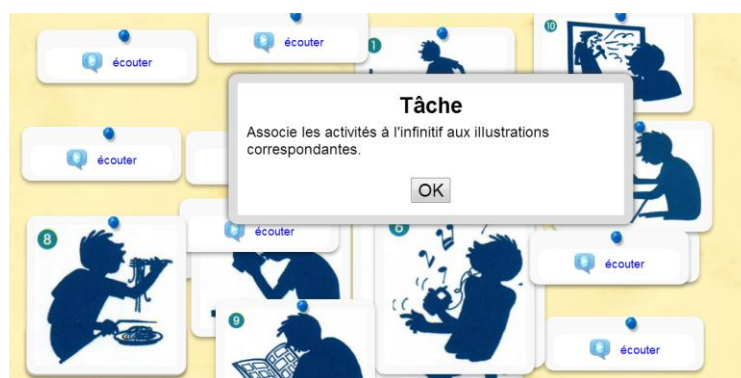 écouter
écouter
1
10
Tâche
Associe les activités à l'infinitif aux illustrations
correspondantes.
OK
écouter
8
écouter
6
écouter
9
écouter